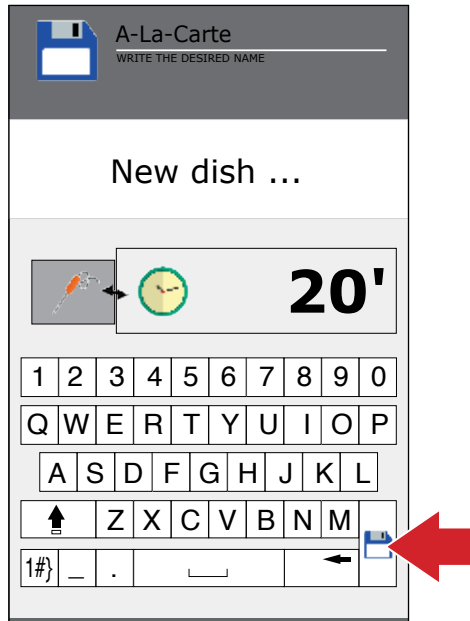 A-La-Carte
WRITE THE DESIRED NAME
New dish ...
20'
1 2 3 4 5 6 7 8 9 0
Q W E R T Y U I O P
A S D F G H J K L
Z X C V B N M
1#} _ .